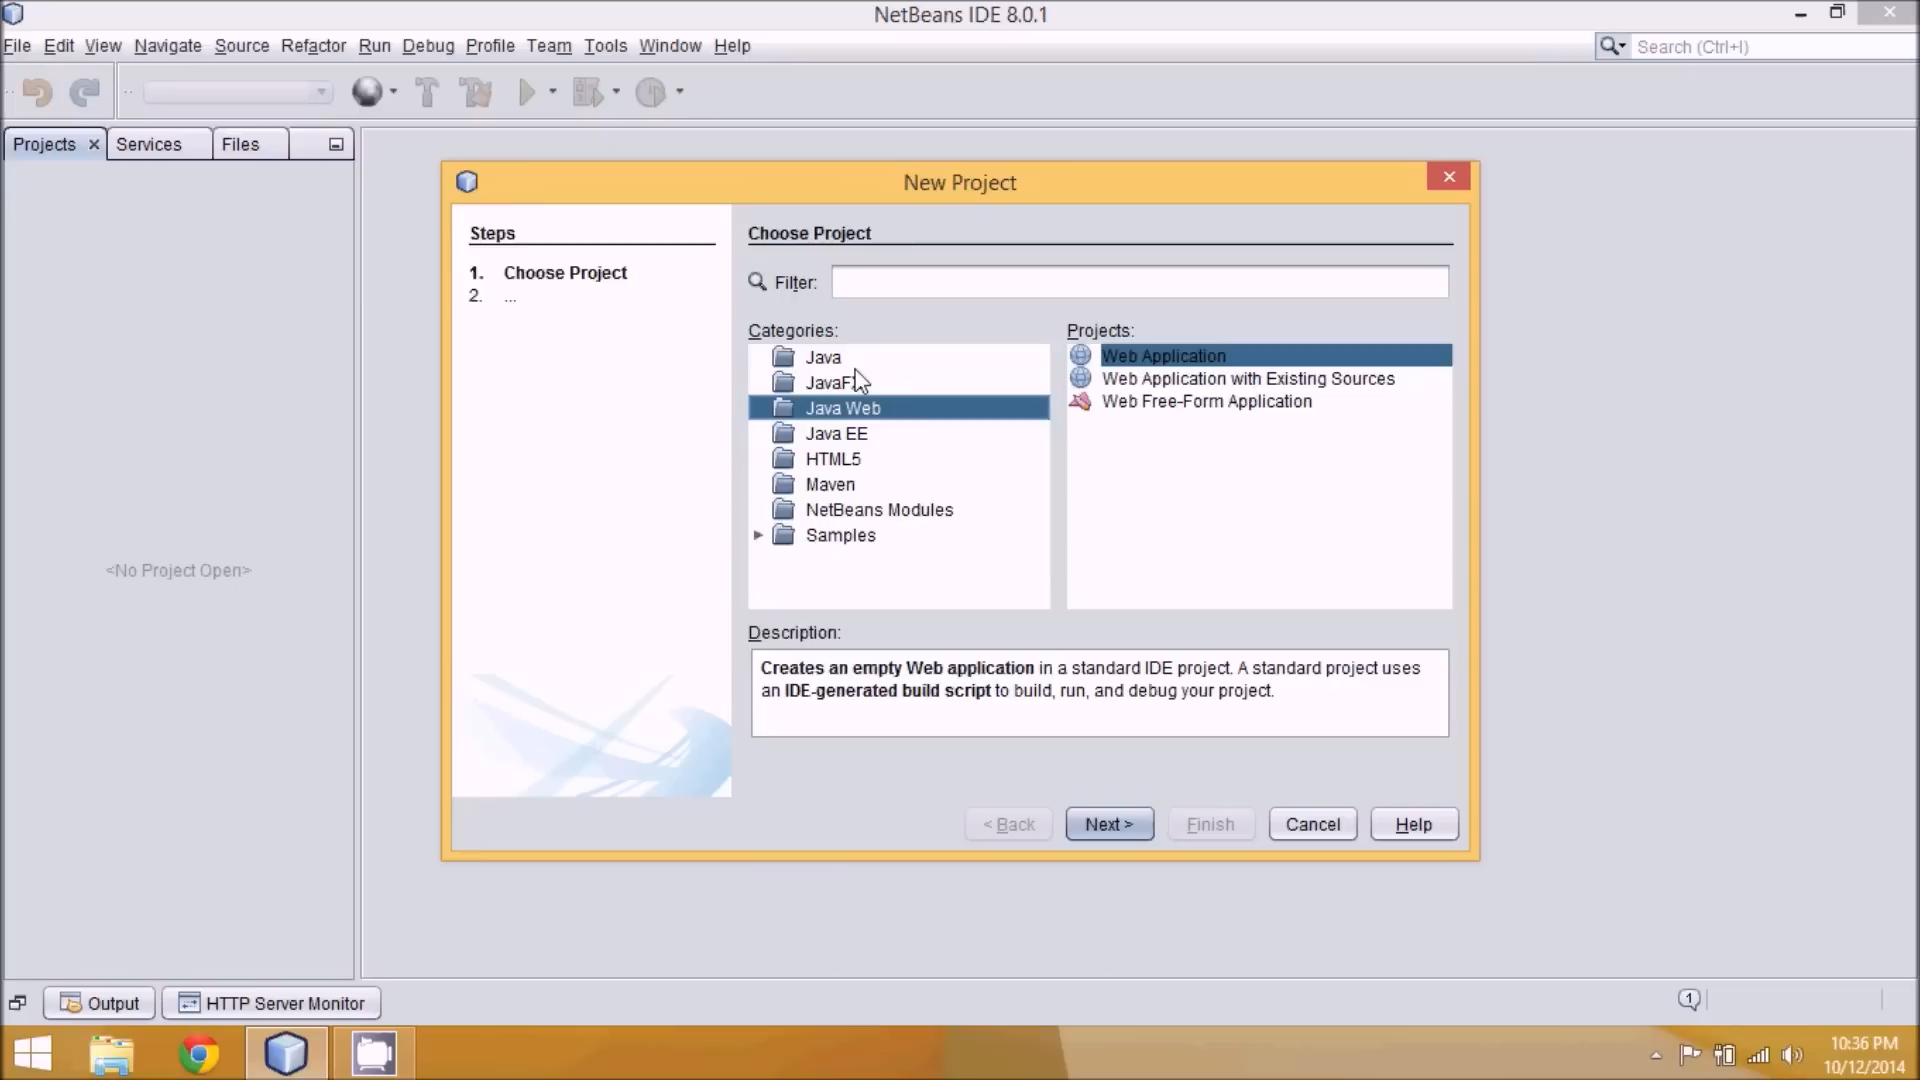 NetBeans IDE 8.0.1
File Edit View Navigate Source Refactor Run Debug Profile Team Tools Window Help
Search (Ctrl+I)
Projects Services Files
<No Project Open>
New Project
Steps
1. Choose Project
2. ...
Choose Project
Filter:
Categories:
Java
Java Web
Java EE
HTML5
Maven
NetBeans Modules
Samples
Projects:
Web Application
Web Application with Existing Sources
Web Free-Form Application
Description:
Creates an empty Web application in a standard IDE project. A standard project uses
an IDE-generated build script to build, run, and debug your project.
< Back Next > Finish Cancel Help
Output HTTP Server Monitor
1
10:36 PM
10/12/2014